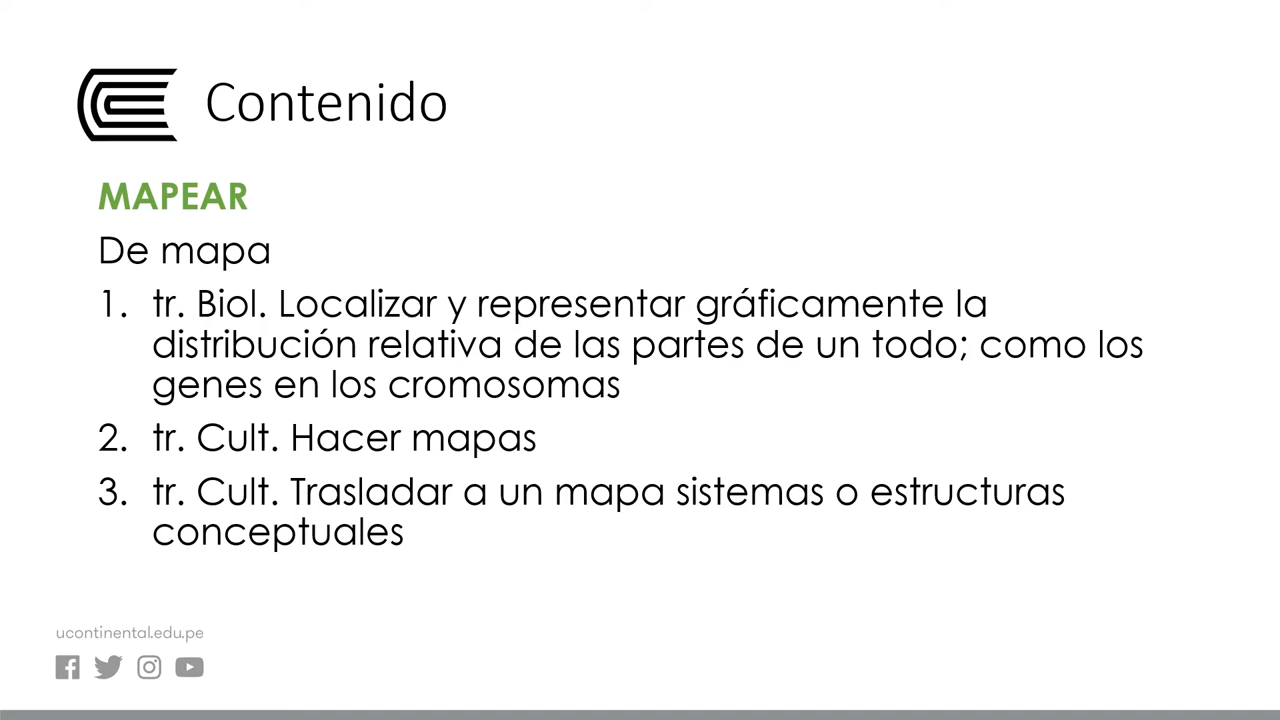 Contenido
MAPEAR
De mapa
1. tr. Biol. Localizar y representar gráficamente la
distribución relativa de las partes de un todo; como los
genes en los cromosomas
2. tr. Cult. Hacer mapas
3. tr. Cult. Trasladar a un mapa sistemas o estructuras
conceptuales
ucontinental.edu.pe